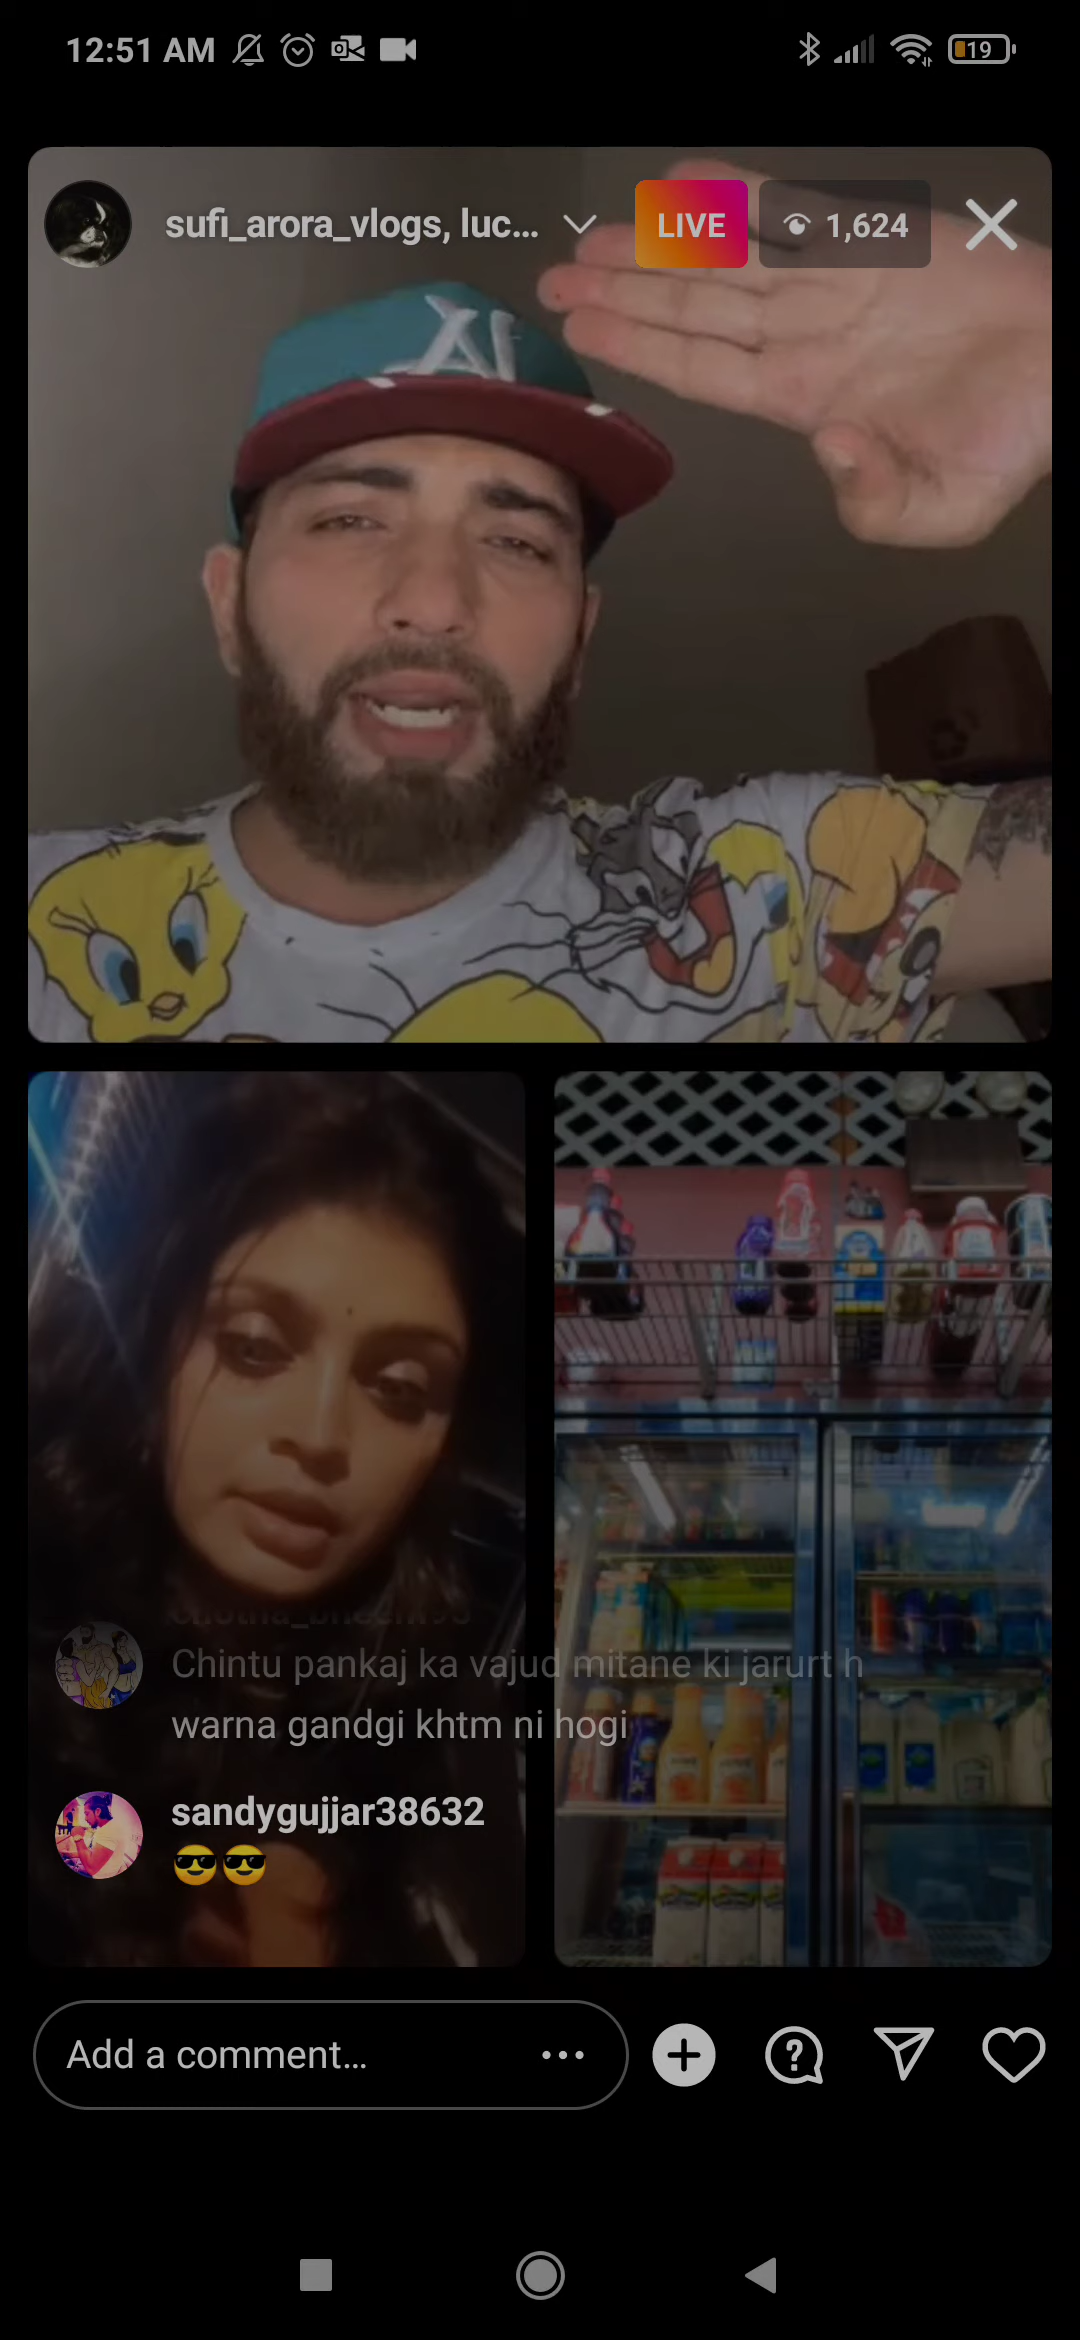 12:51 AM
19
sufi_arora_vlogs, luc...
LIVE
1,624
Chintu pankaj ka vajud mitane ki jarurt h
warna gandgi khtm ni hogi
sandygujjar38632
😎😎
Add a comment...